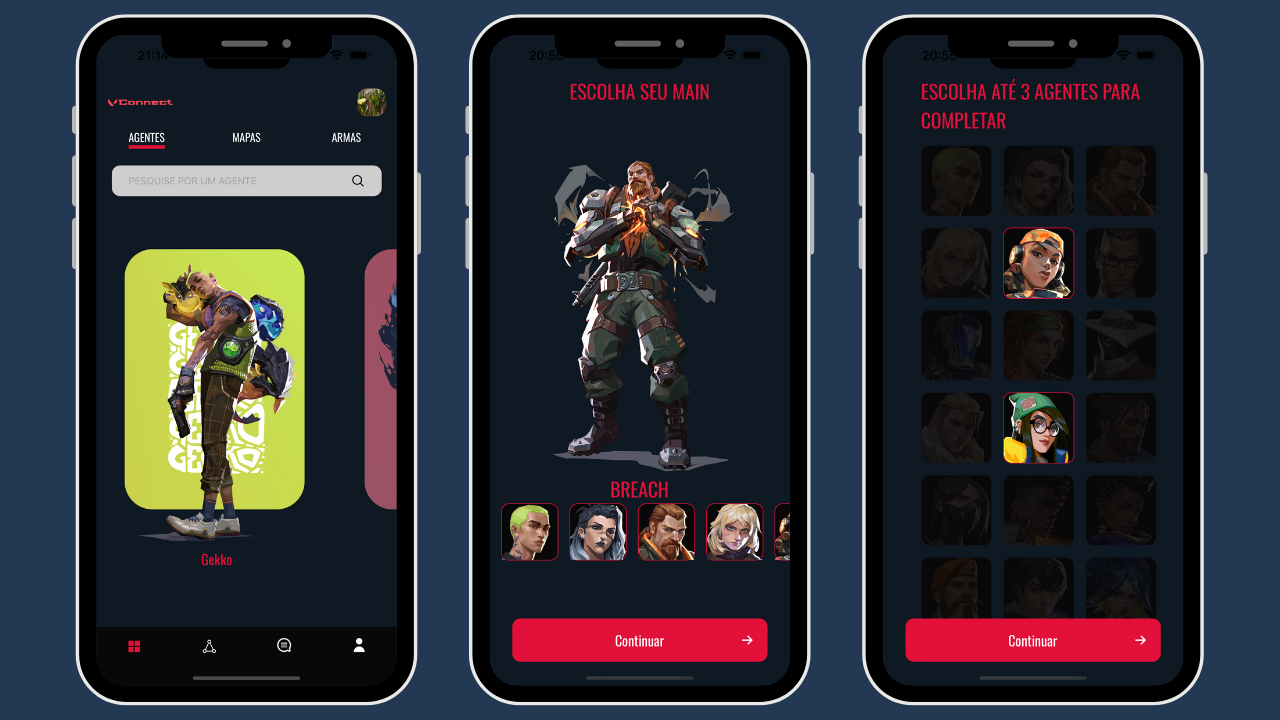 21:14
VConnect
AGENTES MAPAS ARMAS
PESQUISE POR UM AGENTE
GEKKO
Gekko
20:55
ESCOLHA SEU MAIN
BREACH
Continuar
20:55
ESCOLHA ATÉ 3 AGENTES PARA
COMPLETAR
Continuar